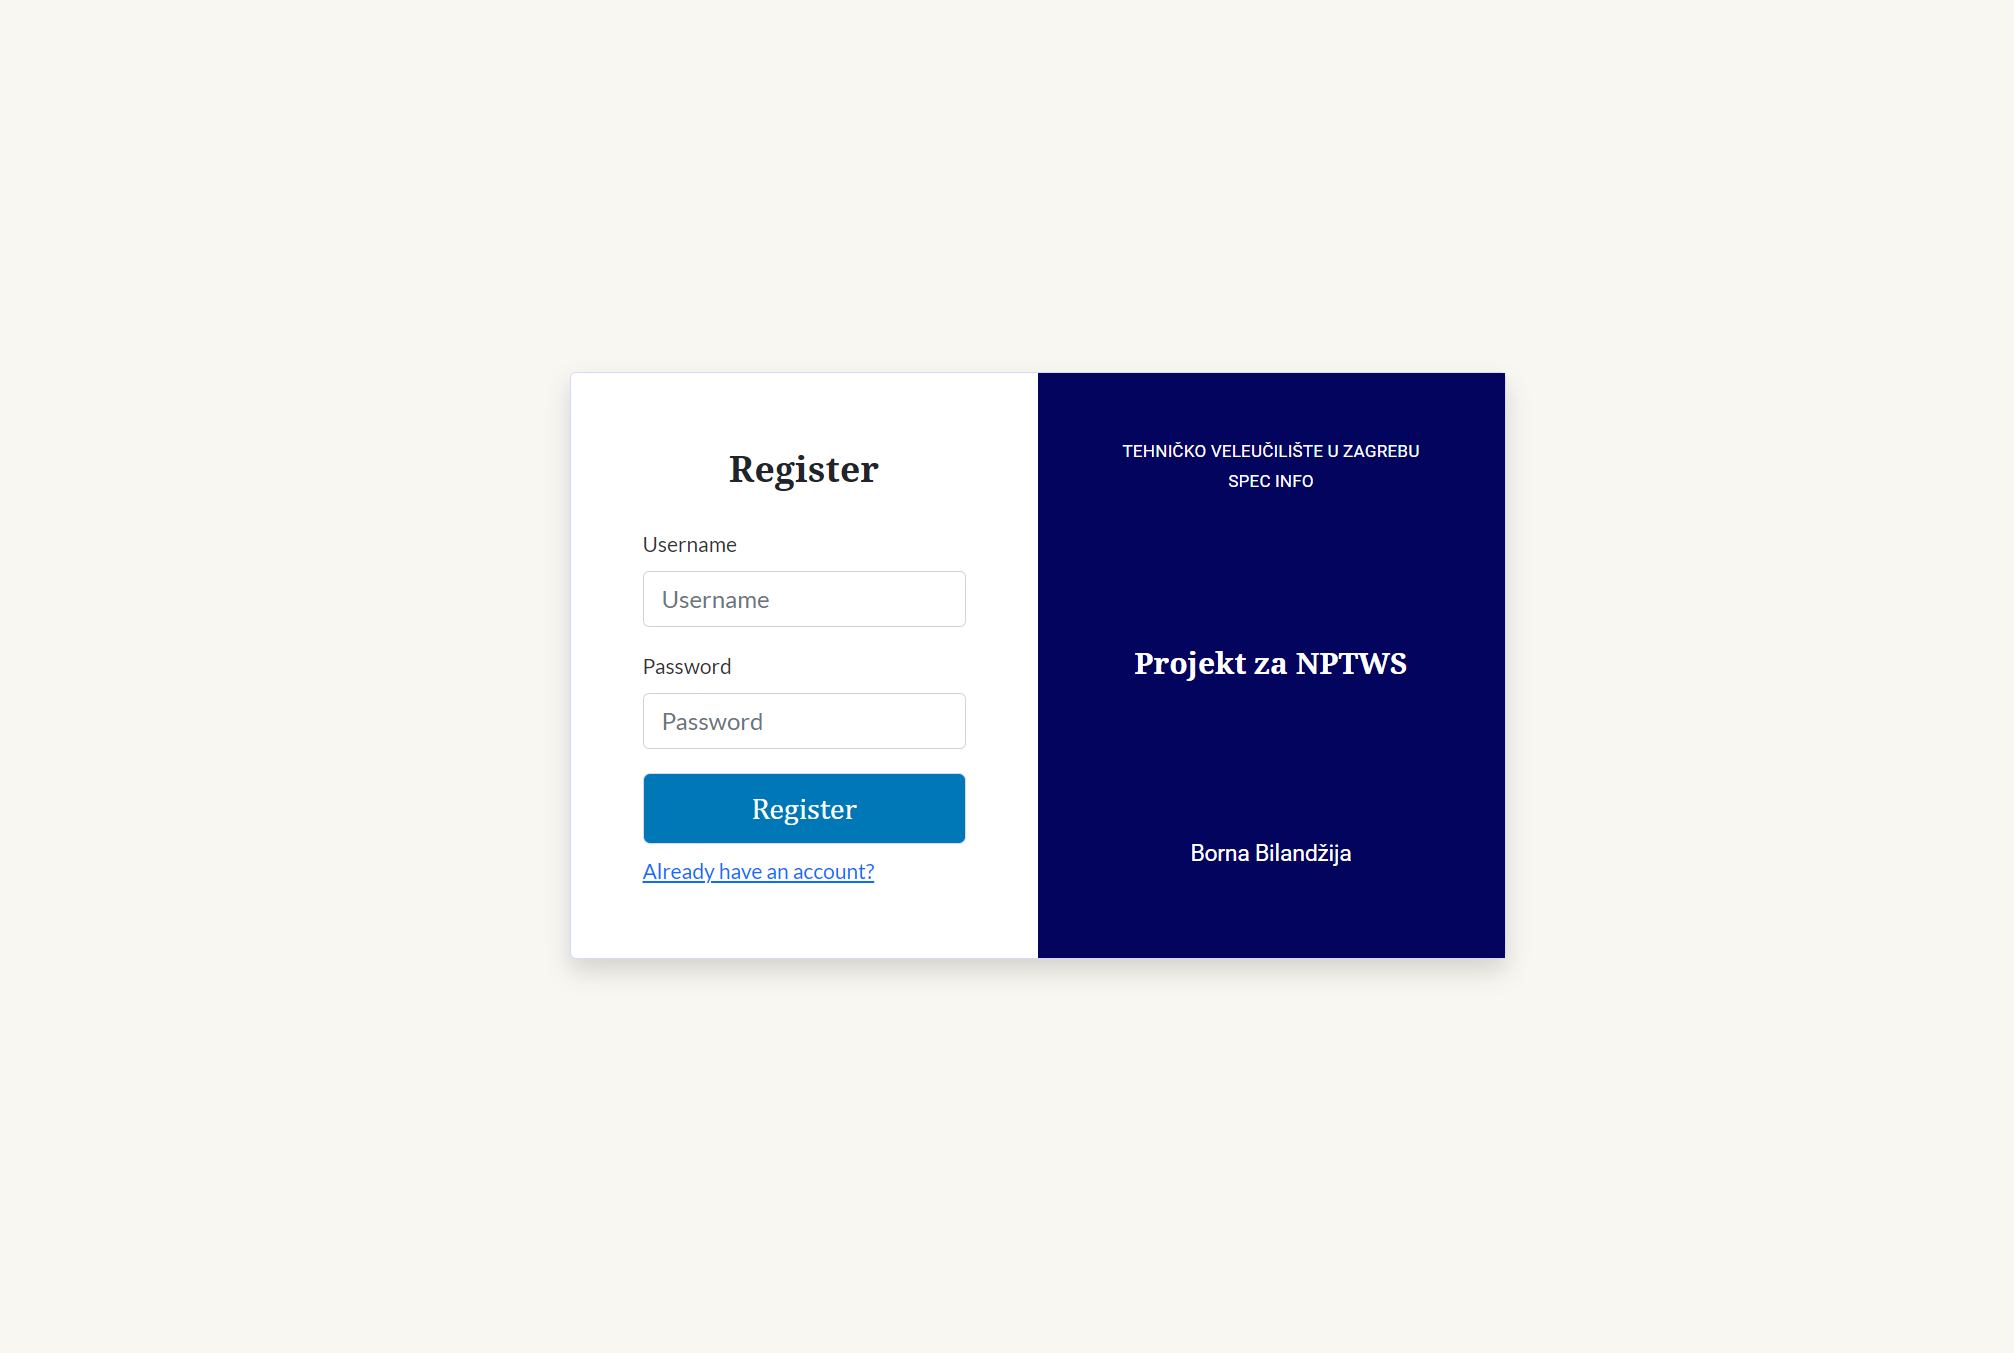 Register
Username
Username
Password
Password
Register
Already have an account?
TEHNIČKO VELEUČILIŠTE U ZAGREBU
SPEC INFO
Projekt za NPTWS
Borna Bilandžija